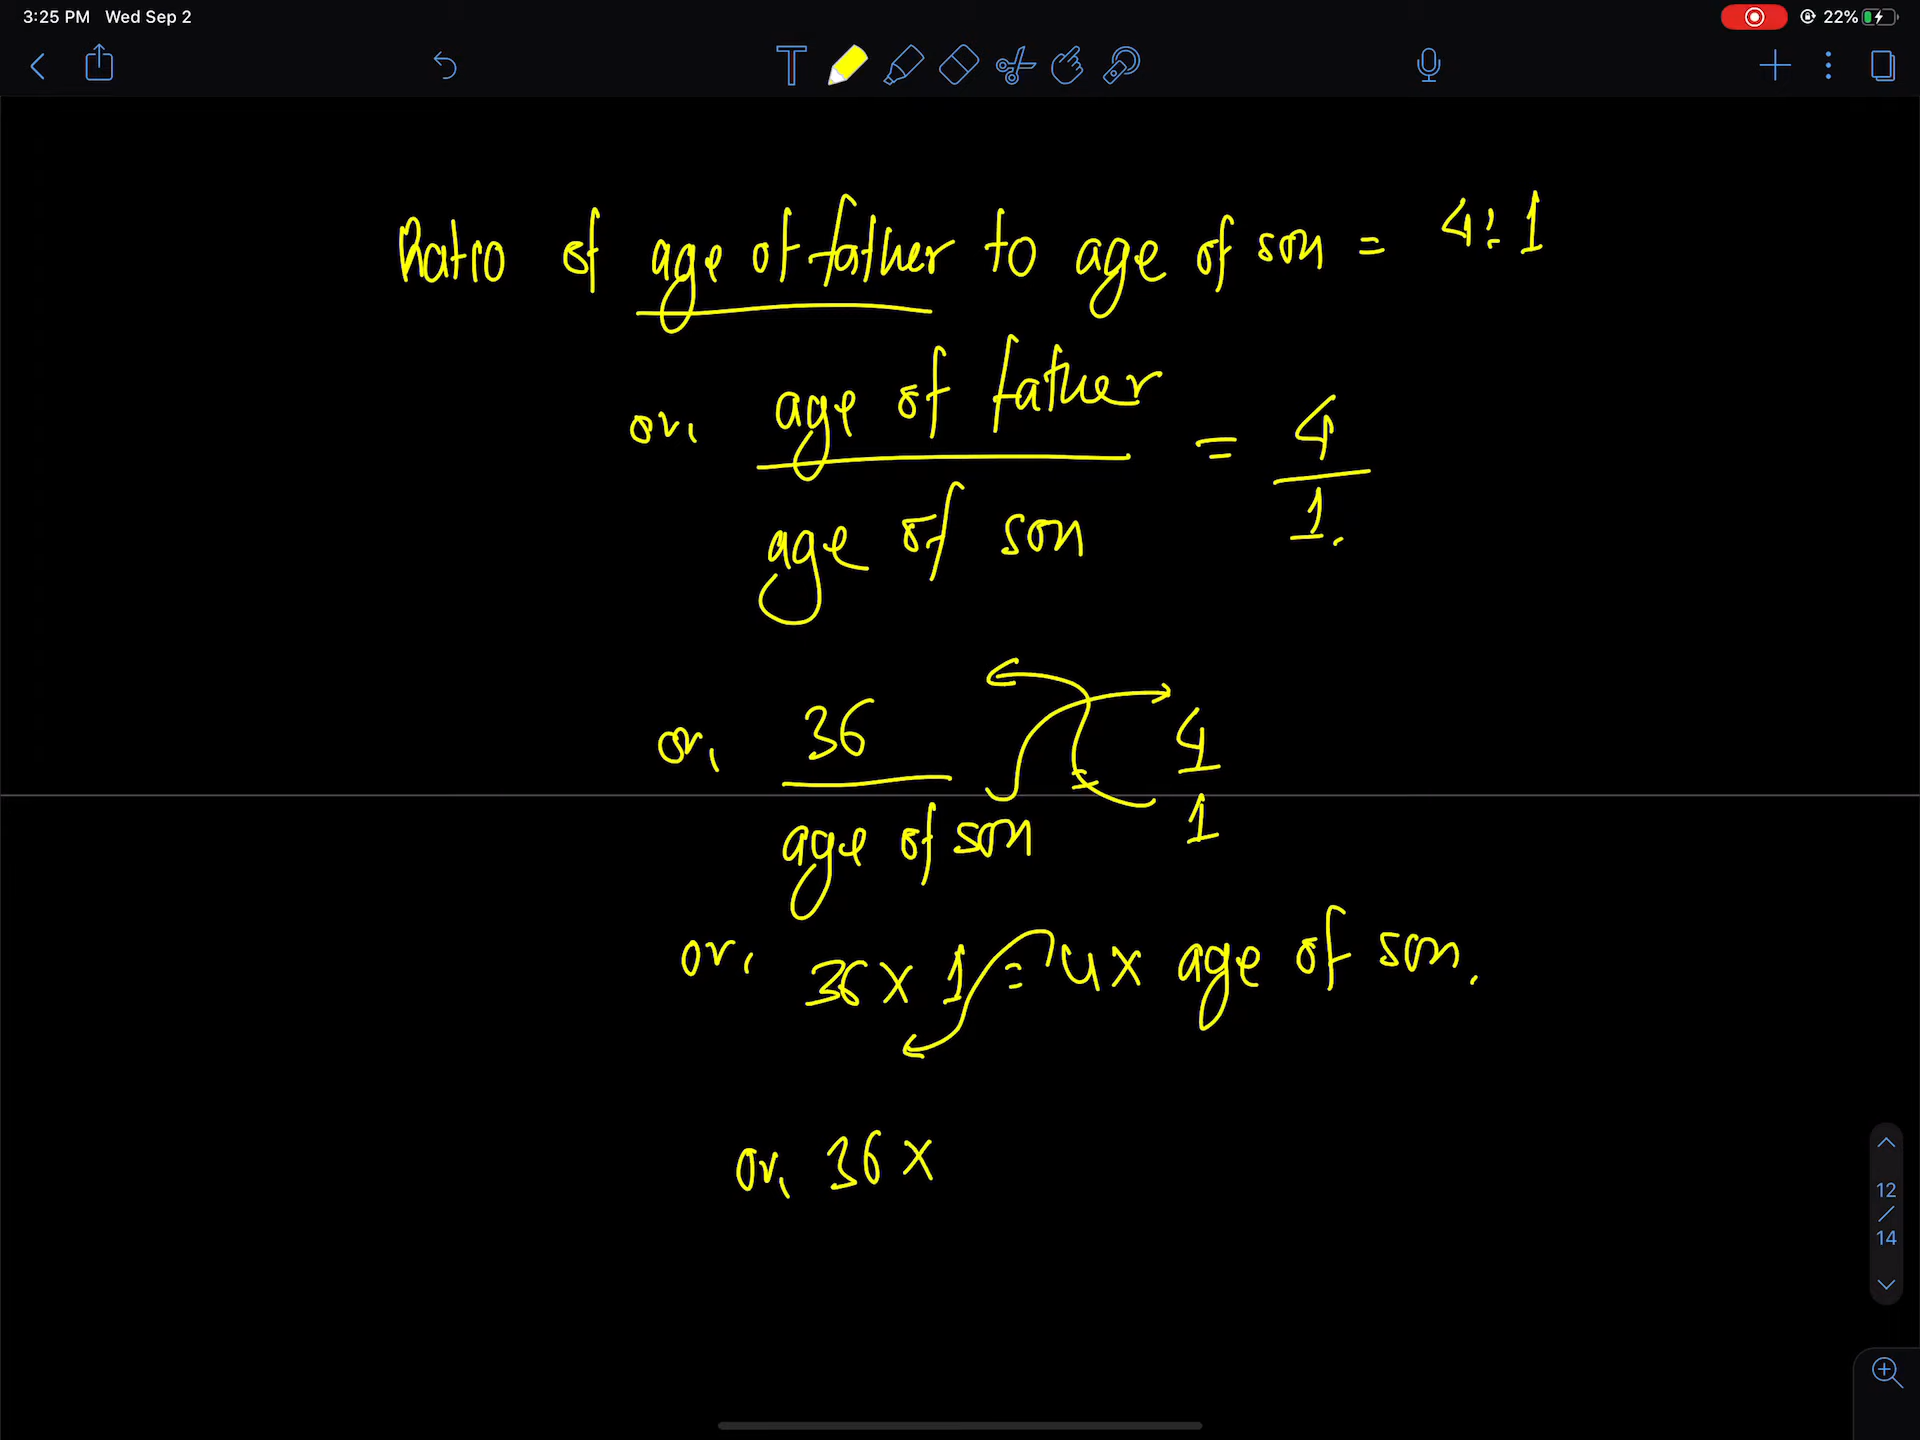 3:25 PM Wed Sep 2
22%
Ratio of age of father to age of son = 4:1
or, age of father / age of son = 4 / 1.
or, 36 / age of son = 4 / 1
or, 36 x 1 = 4 x age of son.
or, 36 x
12
/
14